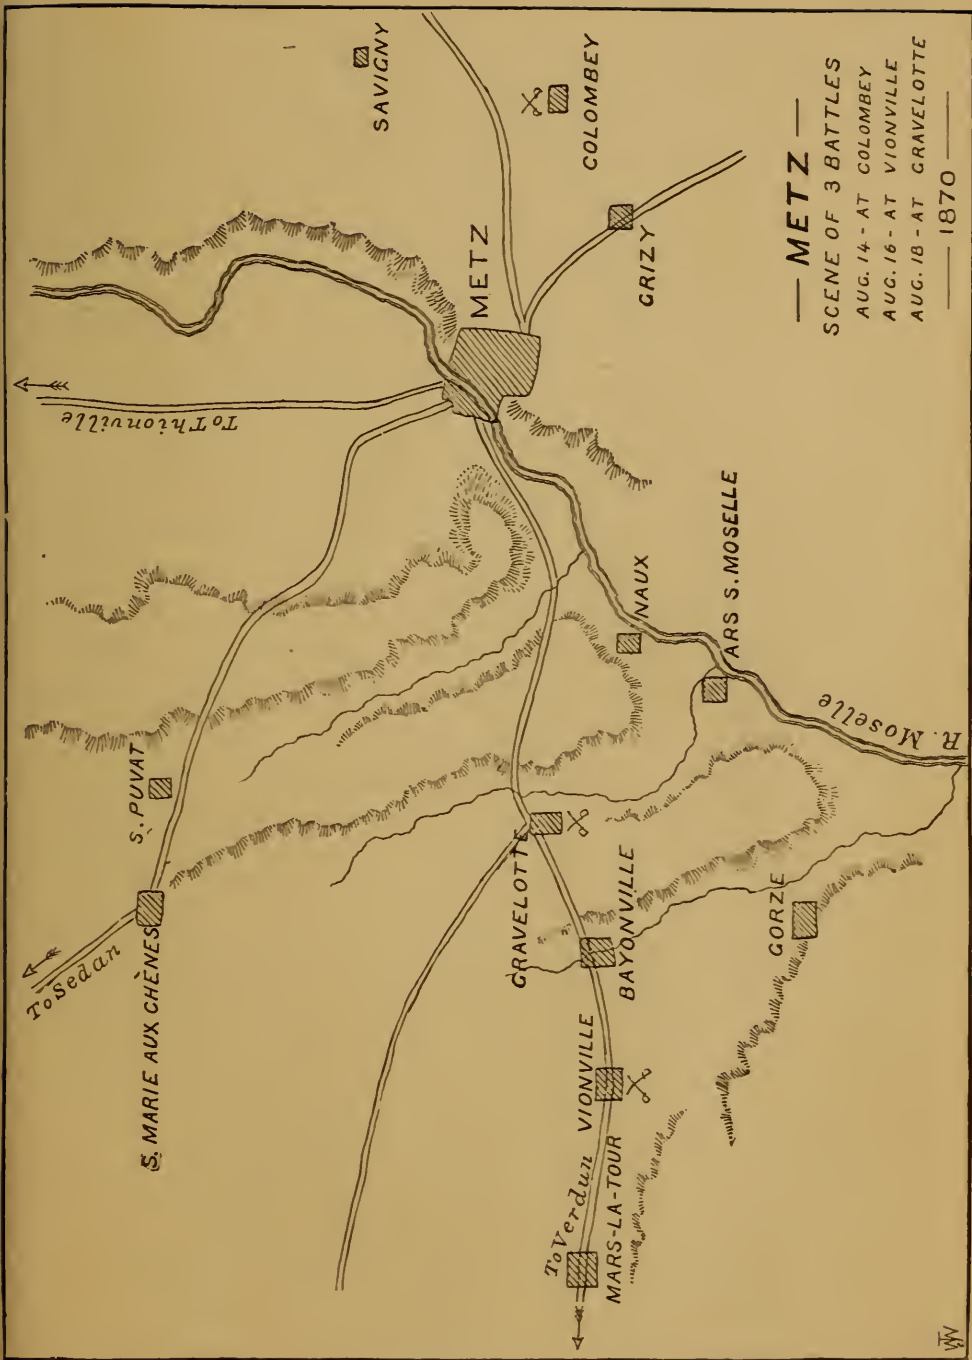 — METZ —
SCENE OF 3 BATTLES
AUG. 14 - AT COLOMBEY
AUG. 16 - AT VIONVILLE
AUG. 18 - AT GRAVELOTTE
— 1870 —
SAVIGNY
COLOMBEY
METZ
GRIZY
To Thionville
NAUX
ARS S. MOSELLE
R. Moselle
S. PUVAT
To Sedan
S. MARIE AUX CHÈNES
GRAVELOTTE
BAYONVILLE
GORZE
VIONVILLE
To Verdun
MARS-LA-TOUR